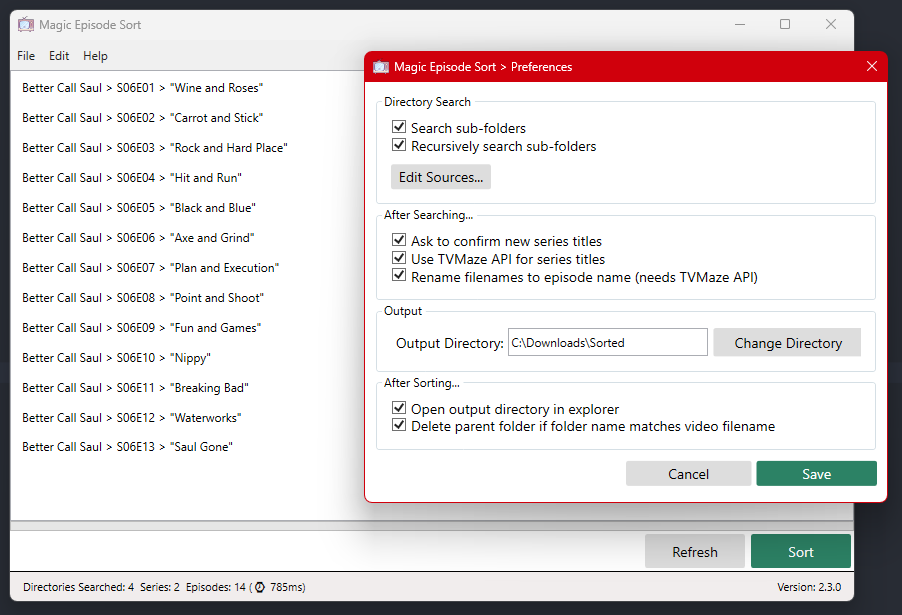 Magic Episode Sort
File Edit Help
Better Call Saul > S06E01 > "Wine and Roses"
Better Call Saul > S06E02 > "Carrot and Stick"
Better Call Saul > S06E03 > "Rock and Hard Place"
Better Call Saul > S06E04 > "Hit and Run"
Better Call Saul > S06E05 > "Black and Blue"
Better Call Saul > S06E06 > "Axe and Grind"
Better Call Saul > S06E07 > "Plan and Execution"
Better Call Saul > S06E08 > "Point and Shoot"
Better Call Saul > S06E09 > "Fun and Games"
Better Call Saul > S06E10 > "Nippy"
Better Call Saul > S06E11 > "Breaking Bad"
Better Call Saul > S06E12 > "Waterworks"
Better Call Saul > S06E13 > "Saul Gone"
Magic Episode Sort > Preferences
Directory Search
Search sub-folders
Recursively search sub-folders
Edit Sources...
After Searching...
Ask to confirm new series titles
Use TVMaze API for series titles
Rename filenames to episode name (needs TVMaze API)
Output
Output Directory: C:\Downloads\Sorted Change Directory
After Sorting...
Open output directory in explorer
Delete parent folder if folder name matches video filename
Cancel Save
Refresh Sort
Directories Searched: 4 Series: 2 Episodes: 14 ( 785ms) Version: 2.3.0